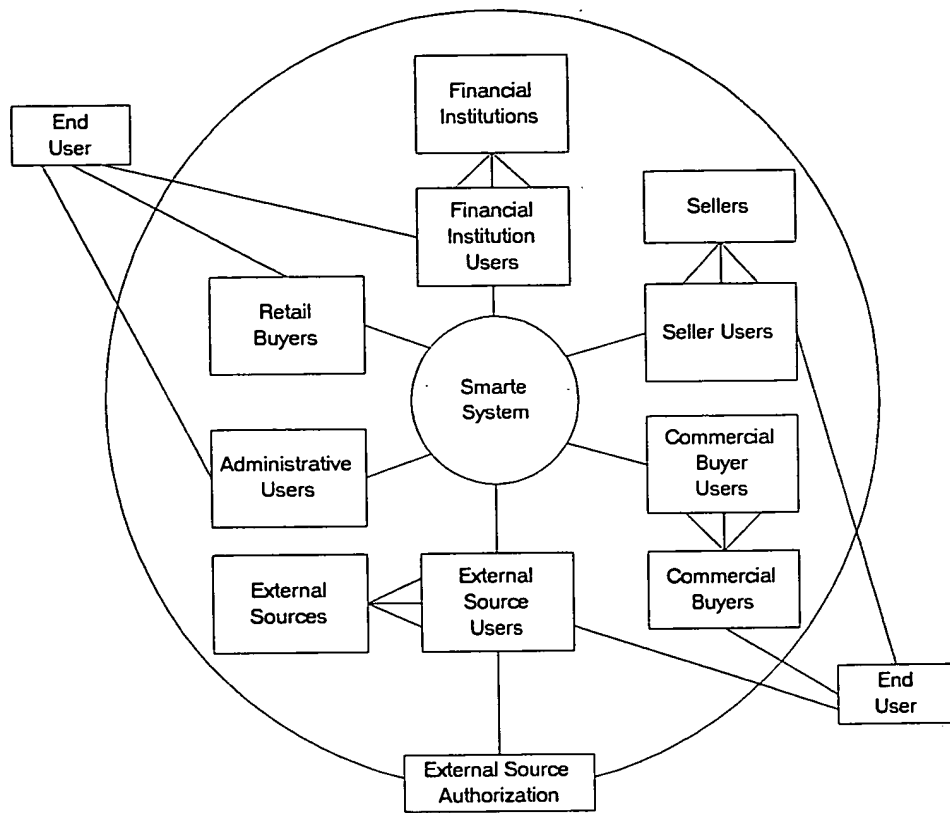 Financial
Institutions
End
User
Financial
Institution
Users
Sellers
Retail
Buyers
Seller Users
Smarte
System
Administrative
Users
Commercial
Buyer
Users
External
Sources
External
Source
Users
Commercial
Buyers
End
User
External Source
Authorization